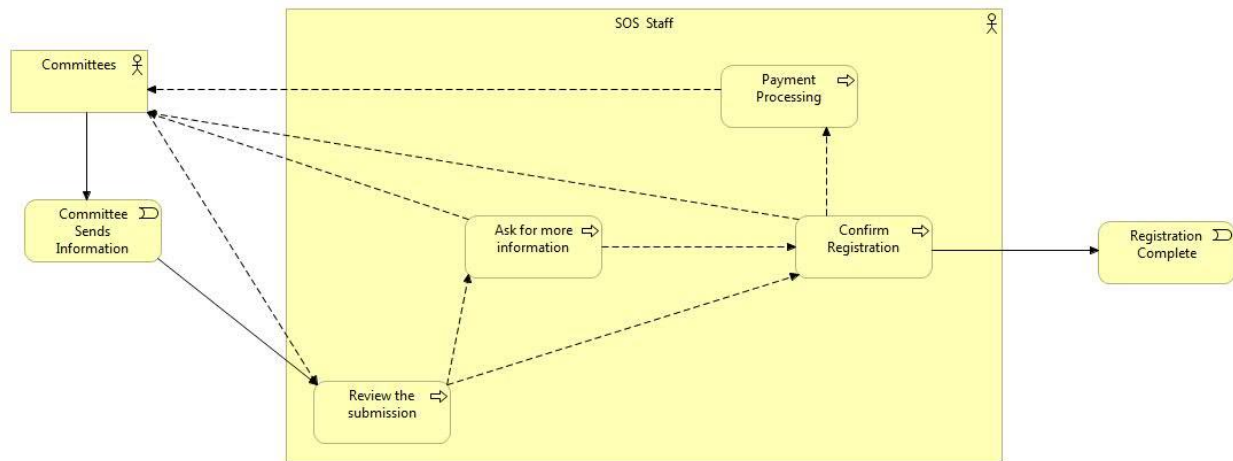 SOS Staff
Committees
Payment
Processing
Committee
Sends
Information
Ask for more
information
Confirm
Registration
Registration
Complete
Review the
submission